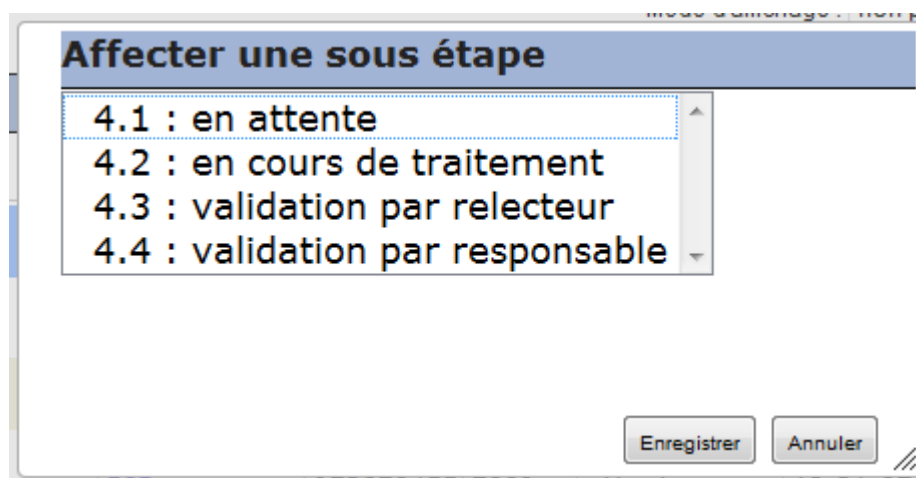 Affecter une sous étape
4.1 : en attente
4.2 : en cours de traitement
4.3 : validation par relecteur
4.4 : validation par responsable
Enregistrer
Annuler